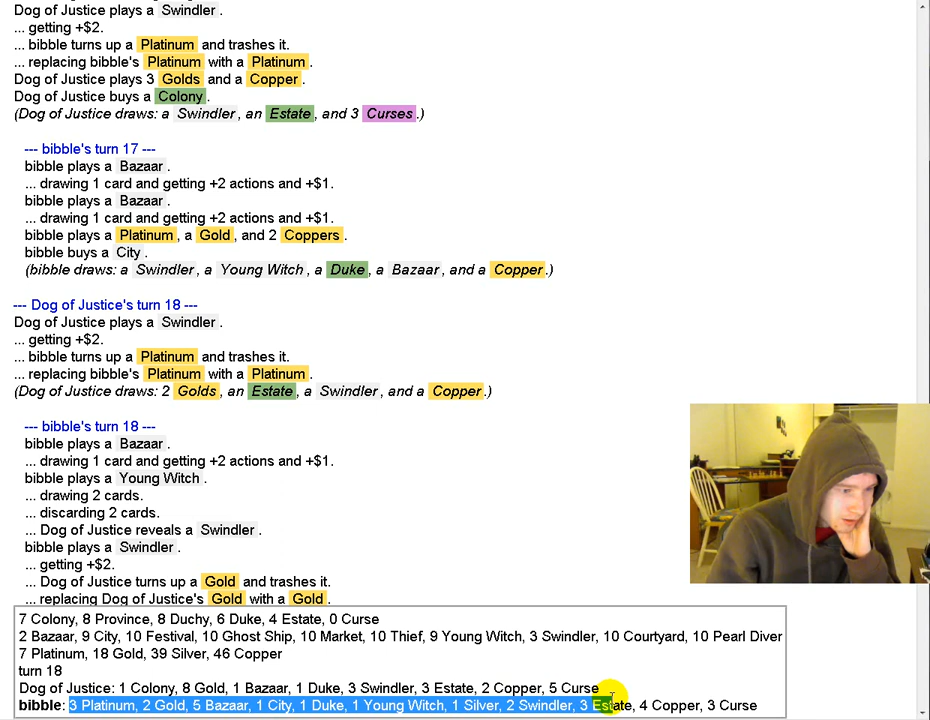 Dog of Justice plays a Swindler.
... getting +$2.
... bibble turns up a Platinum and trashes it.
... replacing bibble's Platinum with a Platinum.
Dog of Justice plays 3 Golds and a Copper.
Dog of Justice buys a Colony.
(Dog of Justice draws: a Swindler, an Estate, and 3 Curses.)
--- bibble's turn 17 ---
bibble plays a Bazaar.
... drawing 1 card and getting +2 actions and +$1.
bibble plays a Bazaar.
... drawing 1 card and getting +2 actions and +$1.
bibble plays a Platinum, a Gold, and 2 Coppers.
bibble buys a City.
(bibble draws: a Swindler, a Young Witch, a Duke, a Bazaar, and a Copper.)
--- Dog of Justice's turn 18 ---
Dog of Justice plays a Swindler.
... getting +$2.
... bibble turns up a Platinum and trashes it.
... replacing bibble's Platinum with a Platinum.
(Dog of Justice draws: 2 Golds, an Estate, a Swindler, and a Copper.)
--- bibble's turn 18 ---
bibble plays a Bazaar.
... drawing 1 card and getting +2 actions and +$1.
bibble plays a Young Witch.
... drawing 2 cards.
... discarding 2 cards.
... Dog of Justice reveals a Swindler.
bibble plays a Swindler.
... getting +$2.
... Dog of Justice turns up a Gold and trashes it.
... replacing Dog of Justice's Gold with a Gold.
7 Colony, 8 Province, 8 Duchy, 6 Duke, 4 Estate, 0 Curse
2 Bazaar, 9 City, 10 Festival, 10 Ghost Ship, 10 Market, 10 Thief, 9 Young Witch, 3 Swindler, 10 Courtyard, 10 Pearl Diver
7 Platinum, 18 Gold, 39 Silver, 46 Copper
turn 18
Dog of Justice: 1 Colony, 8 Gold, 1 Bazaar, 1 Duke, 3 Swindler, 3 Estate, 2 Copper, 5 Curse
bibble: 3 Platinum, 2 Gold, 5 Bazaar, 1 City, 1 Duke, 1 Young Witch, 1 Silver, 2 Swindler, 3 Estate, 4 Copper, 3 Curse